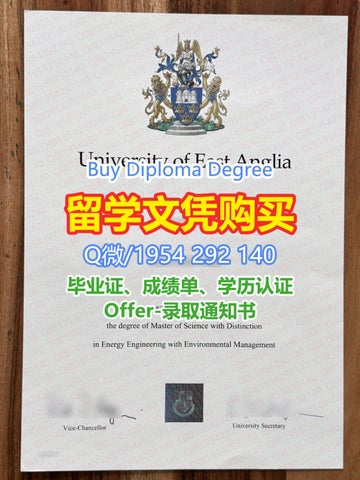 University of East Anglia
Buy Diploma Degree
留学文凭购买
Q微/1954 292 140
毕业证、成绩单、学历认证
Offer-录取通知书
the degree of Master of Science with Distinction
in Energy Engineering with Environmental Management
Vice-Chancellor
University Secretary